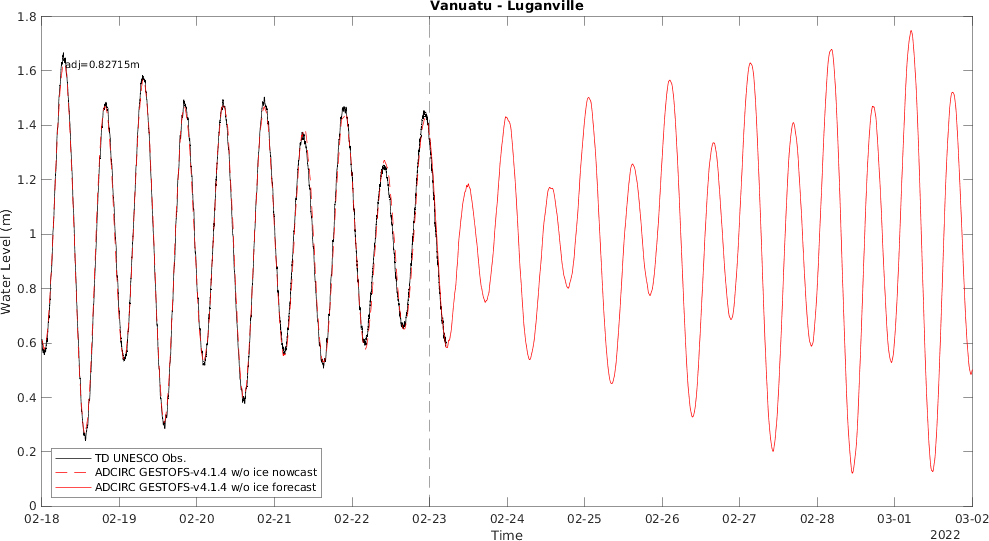 Vanuatu - Luganville
1.8
1.6
1.4
1.2
1
0.8
0.6
0.4
0.2
0
Water Level (m)
adj=0.82715m
TD UNESCO Obs.
ADCIRC GESTOFS-v4.1.4 w/o ice nowcast
ADCIRC GESTOFS-v4.1.4 w/o ice forecast
02-18 02-19 02-20 02-21 02-22 02-23 02-24 02-25 02-26 02-27 02-28 03-01 03-02
Time
2022